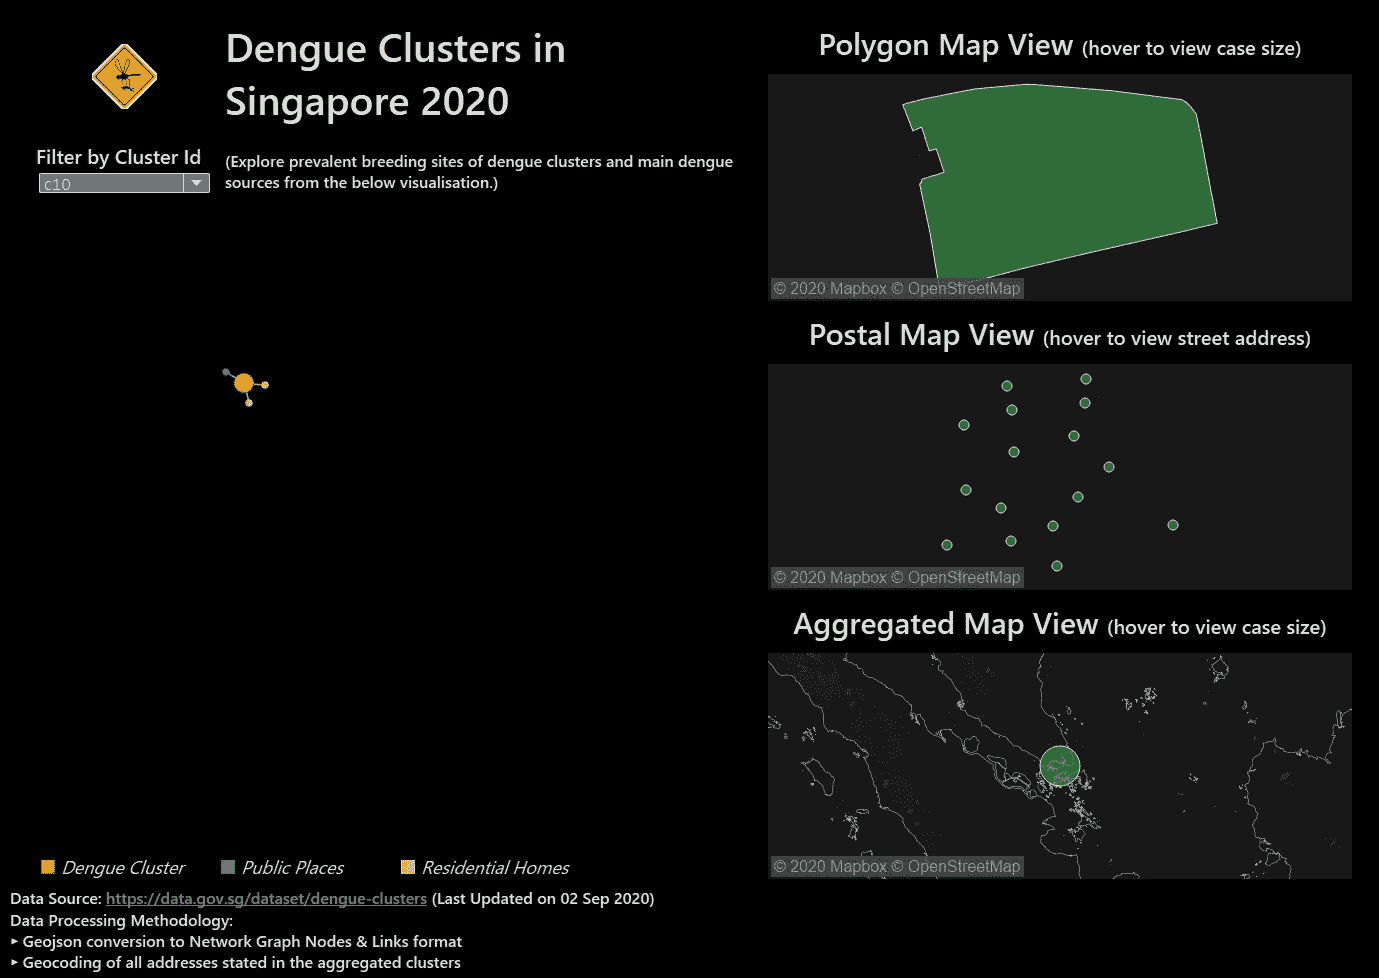 Dengue Clusters in
Singapore 2020
Filter by Cluster Id
c10
(Explore prevalent breeding sites of dengue clusters and main dengue
sources from the below visualisation.)
Dengue Cluster
Public Places
Residential Homes
Data Source: https://data.gov.sg/dataset/dengue-clusters (Last Updated on 02 Sep 2020)
Data Processing Methodology:
‣ Geojson conversion to Network Graph Nodes & Links format
‣ Geocoding of all addresses stated in the aggregated clusters
Polygon Map View (hover to view case size)
© 2020 Mapbox © OpenStreetMap
Postal Map View (hover to view street address)
© 2020 Mapbox © OpenStreetMap
Aggregated Map View (hover to view case size)
© 2020 Mapbox © OpenStreetMap